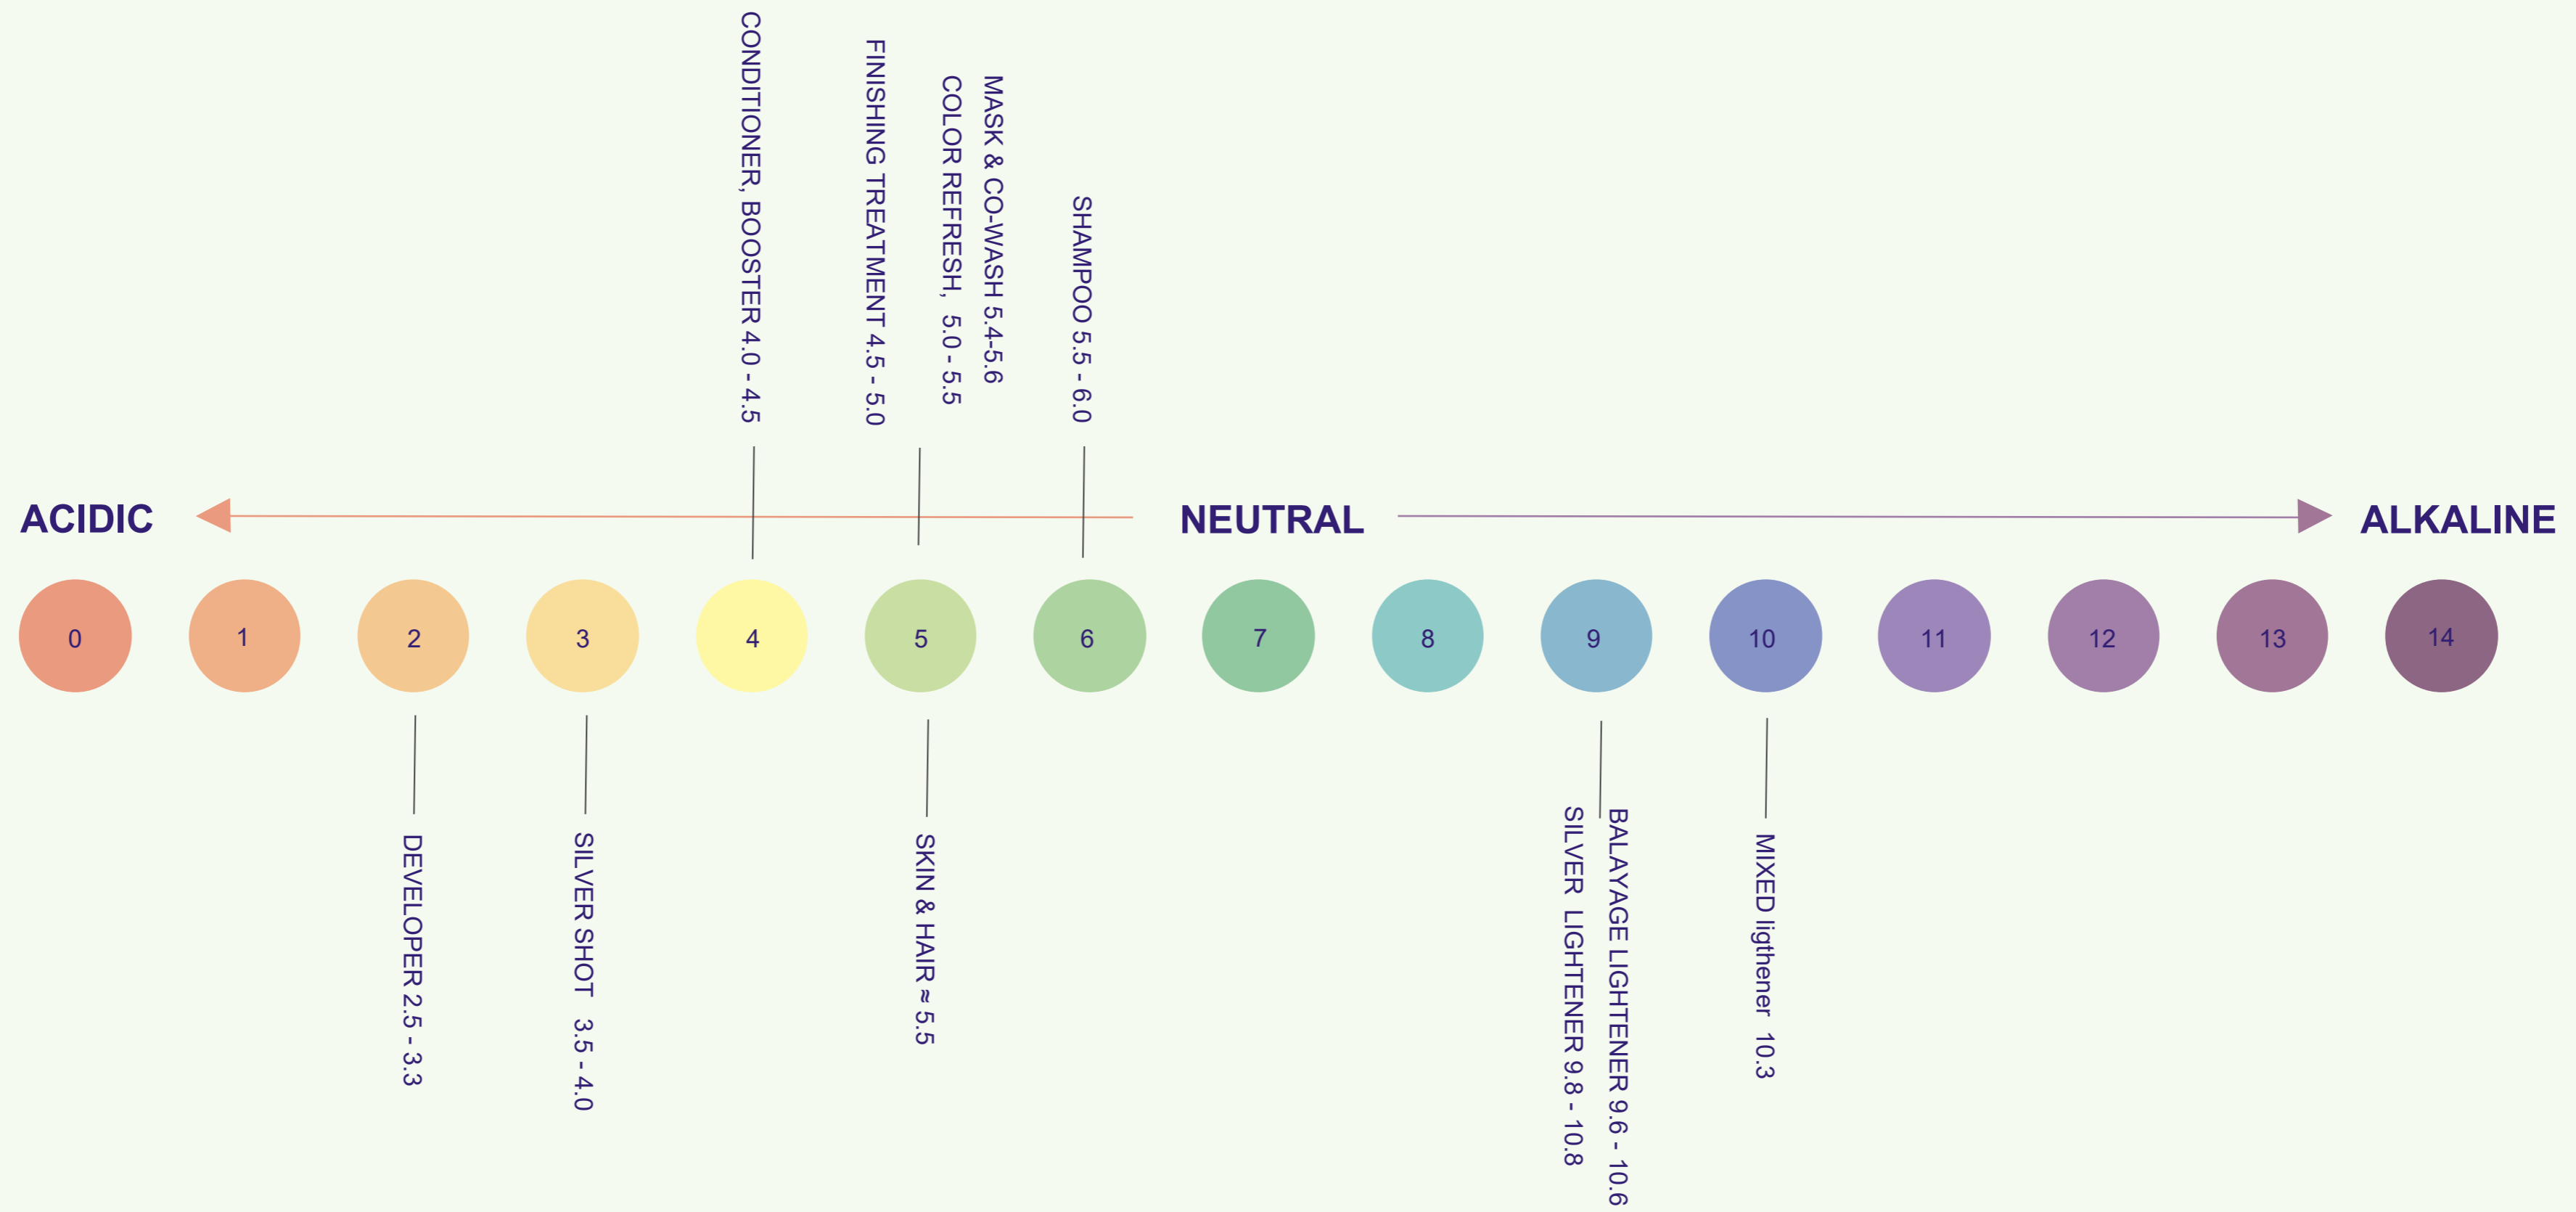 CONDITIONER, BOOSTER 4.0 - 4.5
FINISHING TREATMENT 4.5 - 5.0
COLOR REFRESH, 5.0 - 5.5
MASK & CO-WASH 5.4-5.6
SHAMPOO 5.5 - 6.0
ACIDIC
NEUTRAL
ALKALINE
0 1 2 3 4 5 6 7 8 9 10 11 12 13 14
DEVELOPER 2.5 - 3.3
SILVER SHOT 3.5 - 4.0
SKIN & HAIR ≈ 5.5
SILVER LIGHTENER 9.8 - 10.8
BALAYAGE LIGHTENER 9.6 - 10.6
MIXED ligthener 10.3